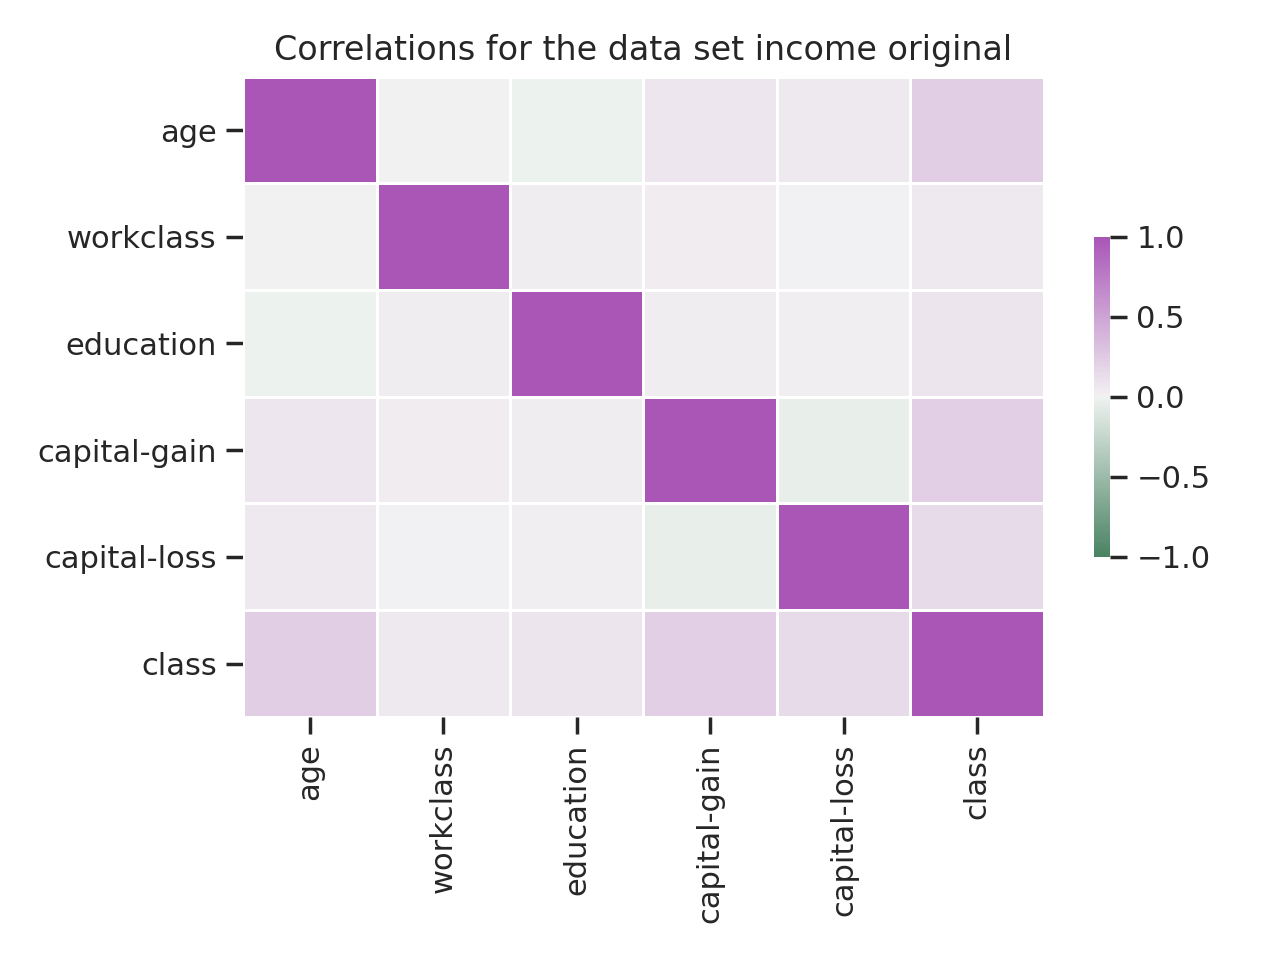 Correlations for the data set income original
age
workclass
education
capital-gain
capital-loss
class
1.0
0.5
0.0
−0.5
−1.0
age
workclass
education
capital-gain
capital-loss
class